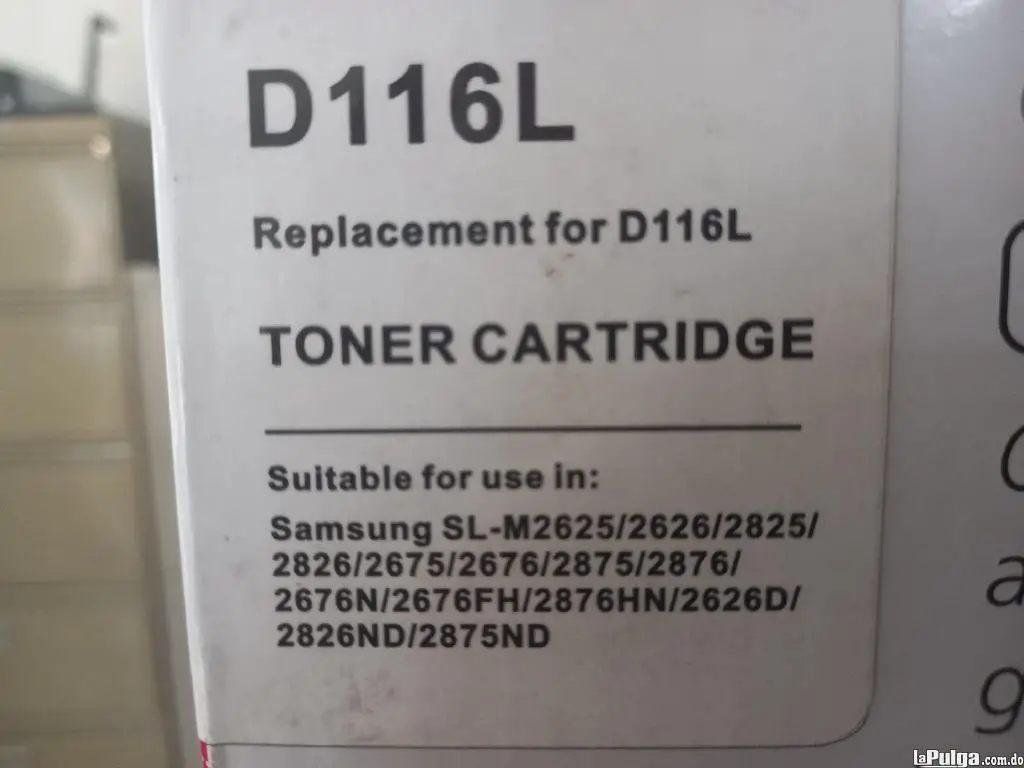 D116L
Replacement for D116L
TONER CARTRIDGE
Suitable for use in:
Samsung SL-M2625/2626/2825/
2826/2675/2676/2875/2876/
2676N/2676FH/2876HN/2626D/
2826ND/2875ND
laPulga.com.do